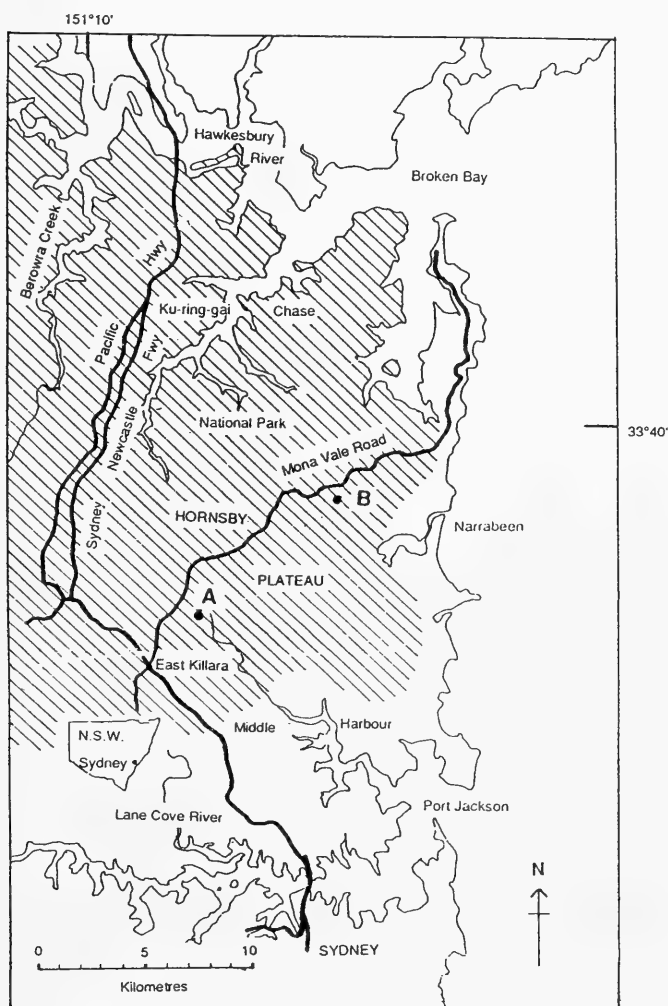 151°10'
Hawkesbury
River
Broken Bay
Berowra Creek
Hwy
Ku-ring-gai
Chase
Pacific
Fwy
Newcastle
National Park
33°40'
Mona Vale Road
B
Sydney
HORNSBY
Narrabeen
PLATEAU
A
East Killara
Middle
Harbour
N.S.W.
Sydney
Port Jackson
Lane Cove River
N
0 5 10
SYDNEY
Kilometres